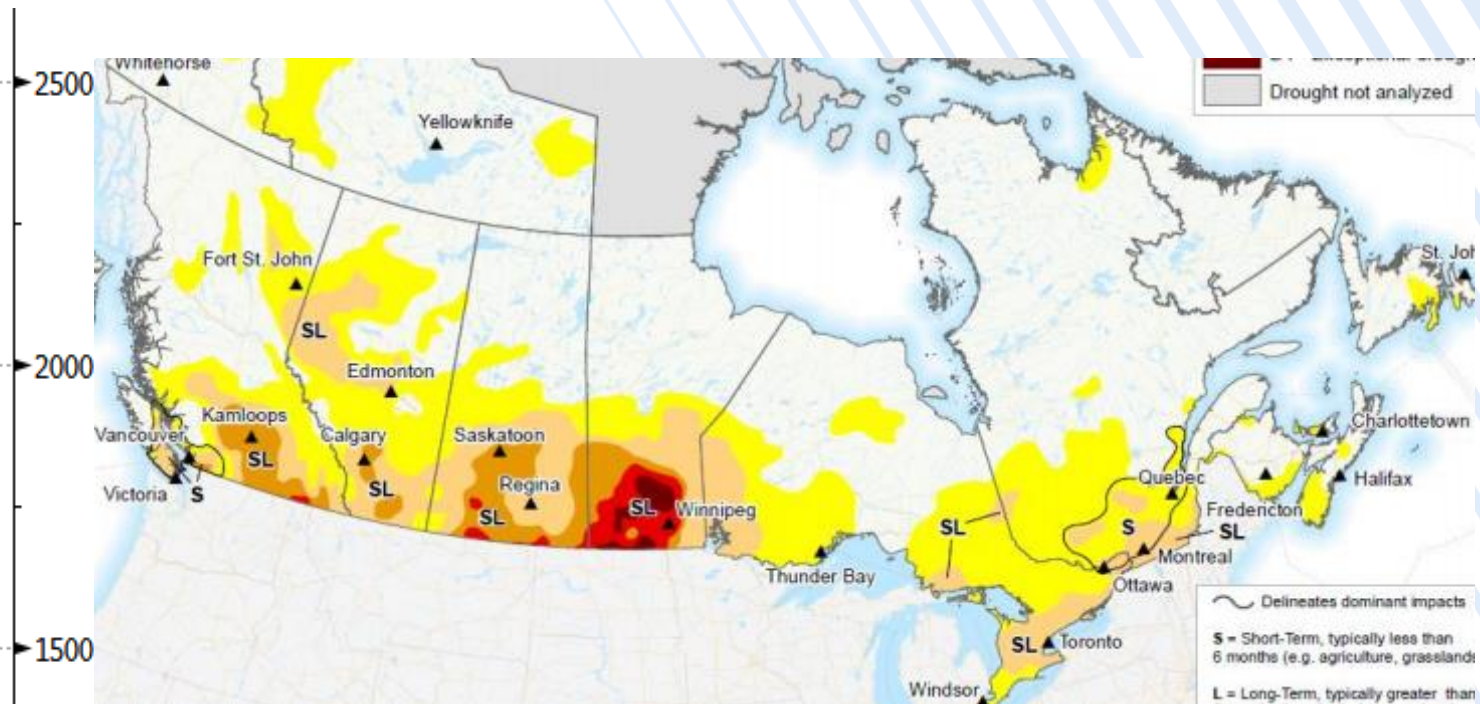 2500
2000
1500
Whitehorse
Yellowknife
Drought not analyzed
Fort St. John
SL
Edmonton
St. Joh
Kamloops
Vancouver
Calgary
Saskatoon
Charlottetown
SL
SL
Regina
SL
SL
Winnipeg
Quebec
Halifax
Victoria
S
Fredericton
SL
S
SL
Montreal
Thunder Bay
Ottawa
Delineates dominant impacts
SL
Toronto
S = Short-Term, typically less than
6 months (e.g. agriculture, grasslands
Windsor
L = Long-Term, typically greater than